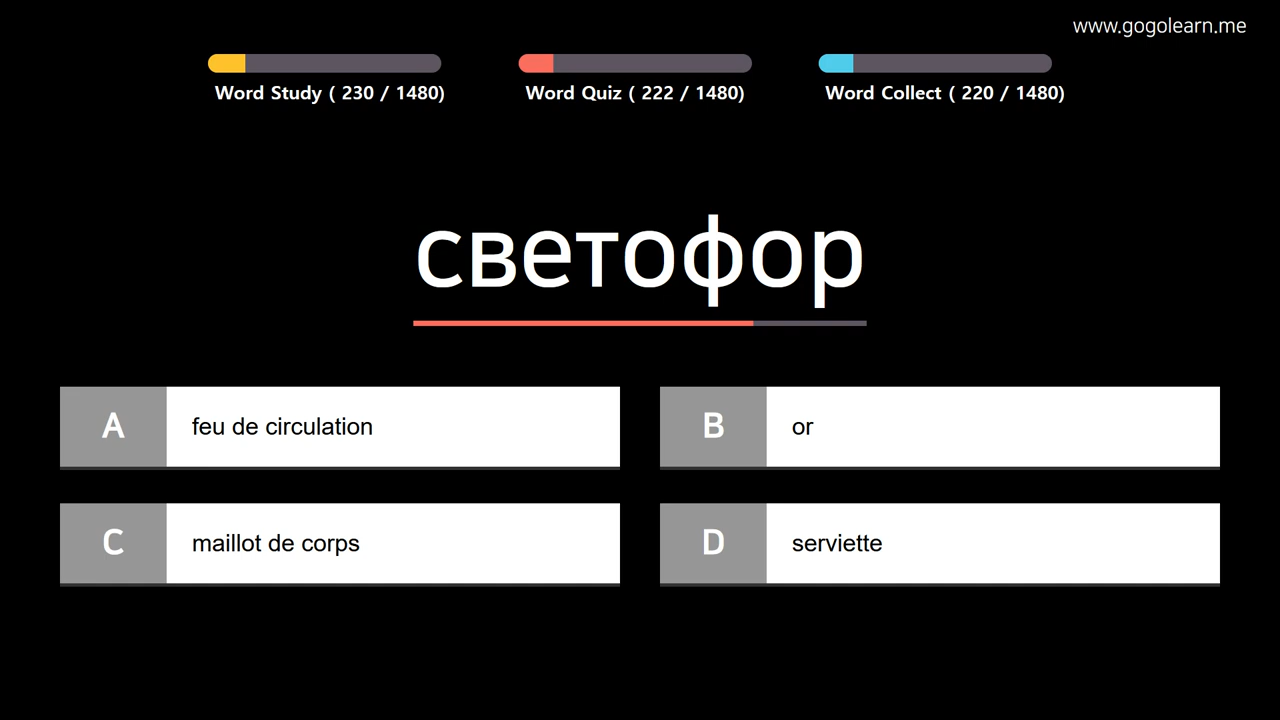 www.gogolearn.me
Word Study ( 230 / 1480)
Word Quiz ( 222 / 1480)
Word Collect ( 220 / 1480)
светофор
A feu de circulation
B or
C maillot de corps
D serviette